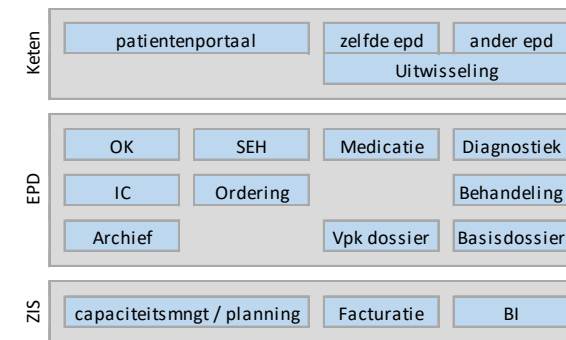 Keten
patientenportaal zelfde epd ander epd
Uitwisseling
EPD
OK SEH Medicatie Diagnostiek
IC Ordering Behandeling
Archief Vpk dossier Basisdossier
ZIS
capaciteitsmngt / planning Facturatie BI